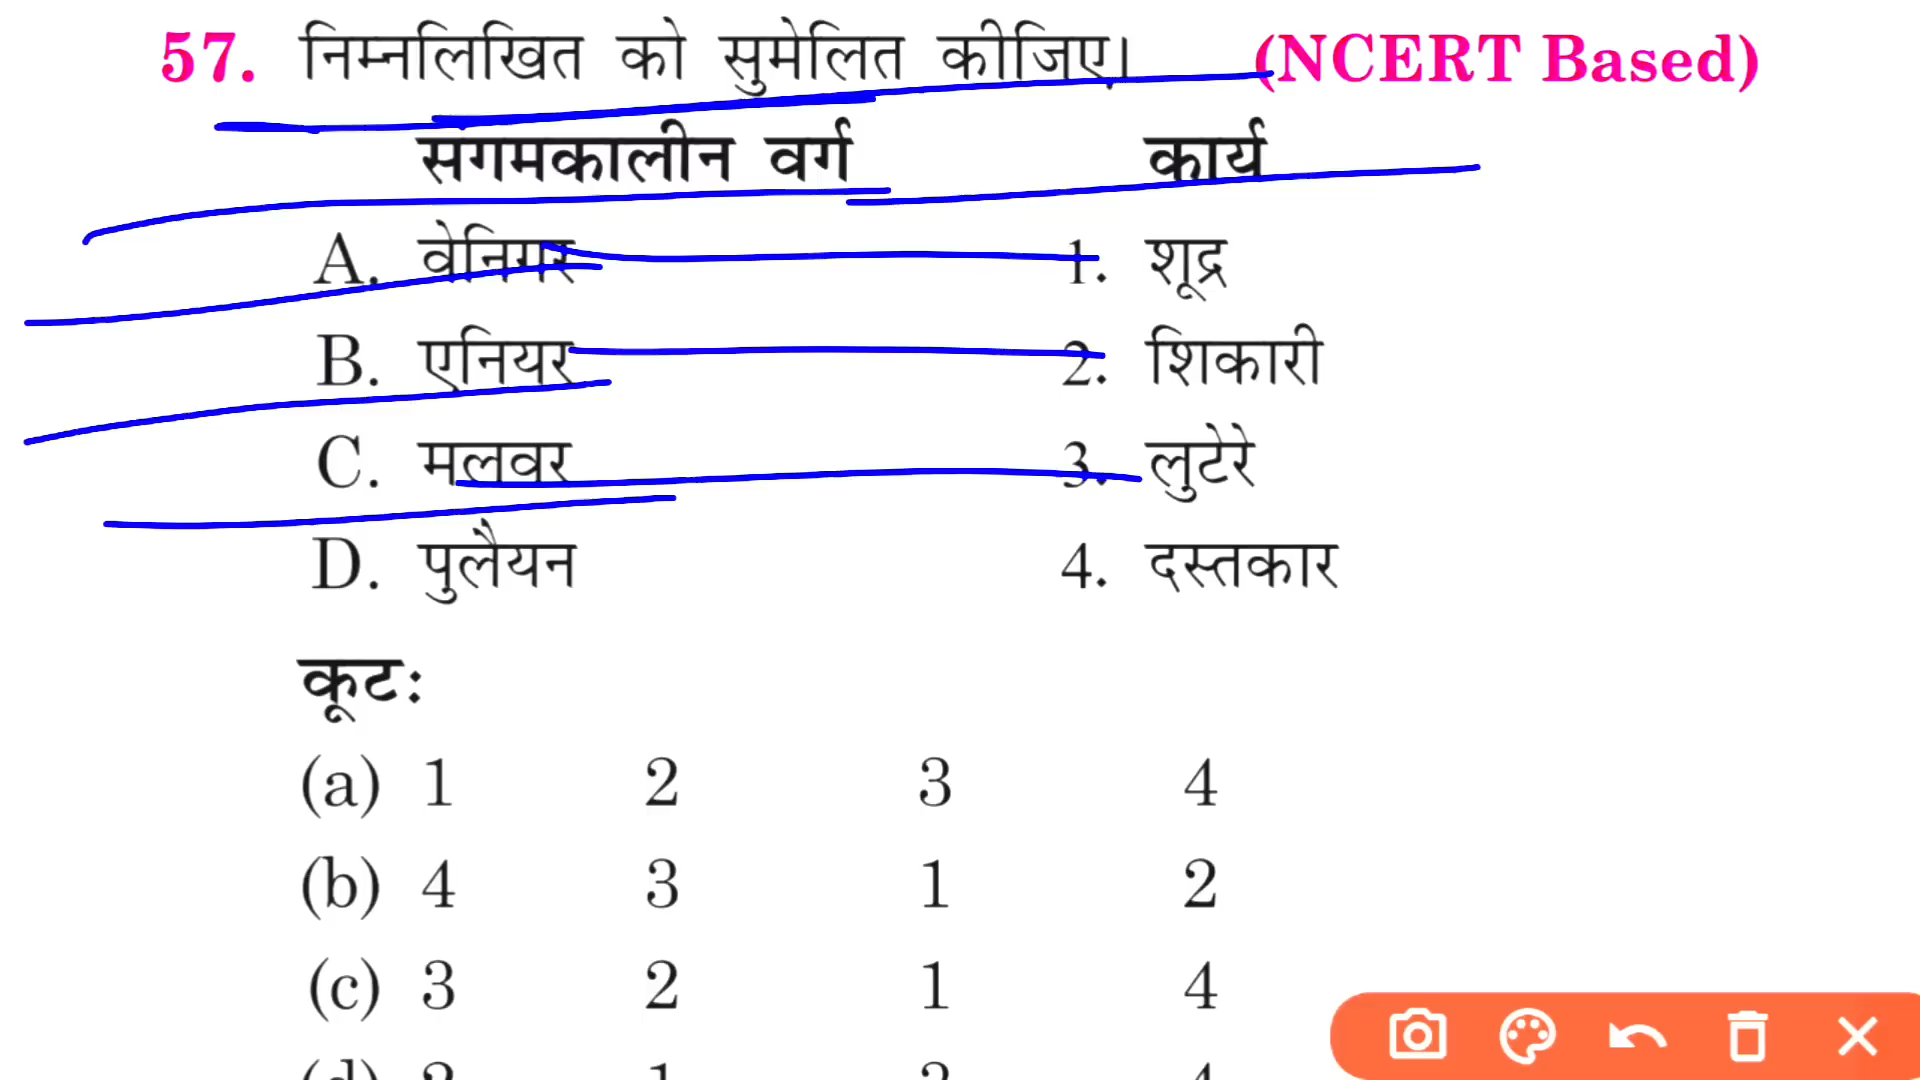 57. निम्नलिखित को सुमेलित कीजिए। (NCERT Based)
संगमकालीन वर्ग कार्य
A. वेनिगर 1. शूद्र
B. एनियर 2. शिकारी
C. मलवर 3. लुटेरे
D. पुलैयन 4. दस्तकार
कूटः
(a) 1 2 3 4
(b) 4 3 1 2
(c) 3 2 1 4